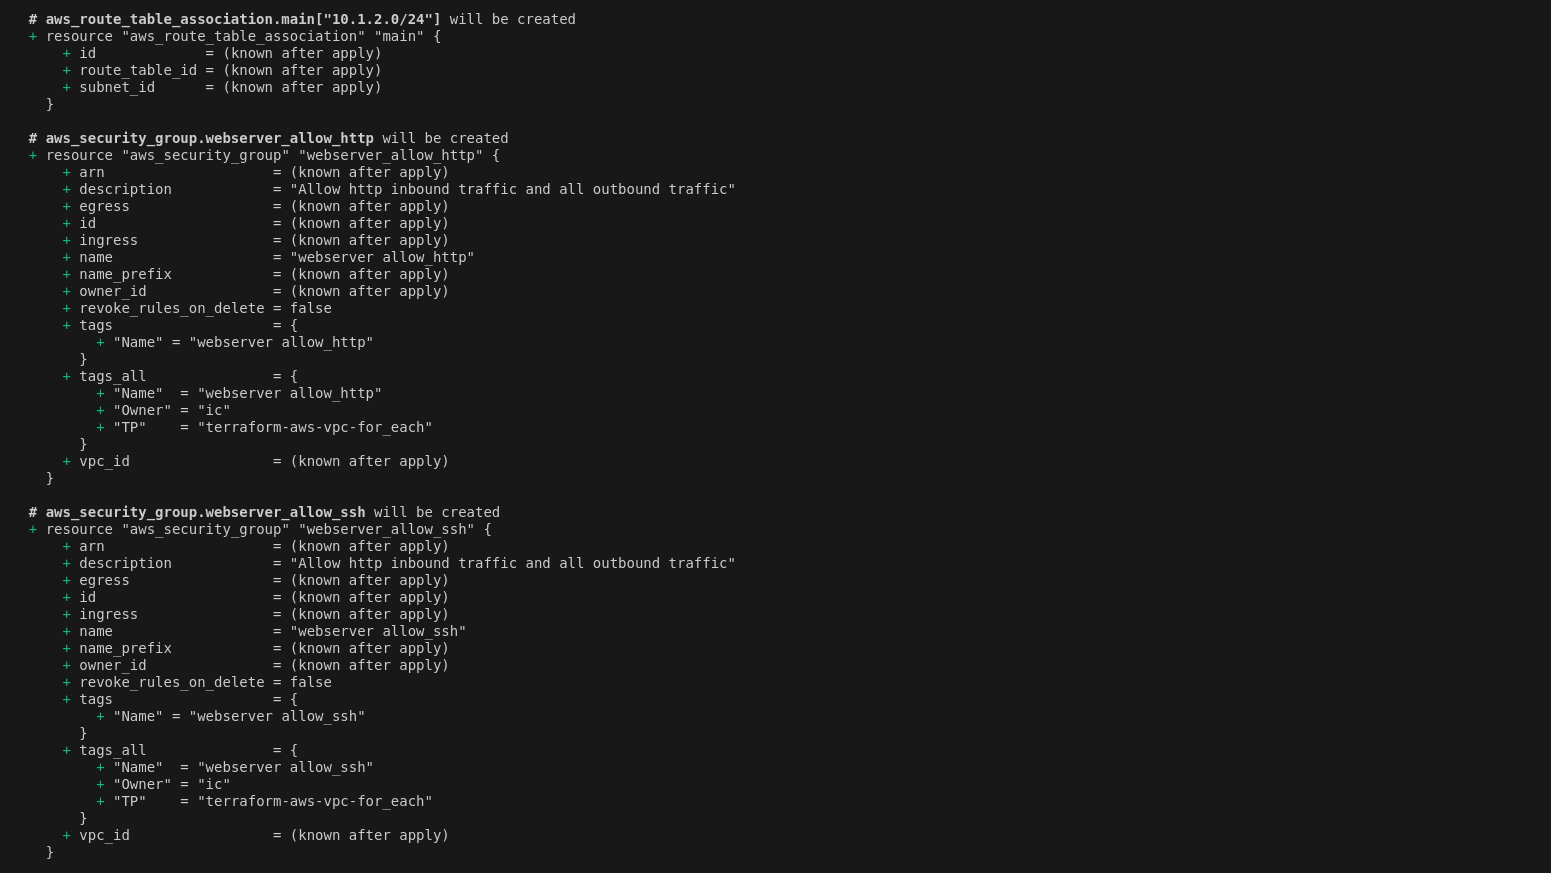 # aws_route_table_association.main["10.1.2.0/24"] will be created
+ resource "aws_route_table_association" "main" {
+ id             = (known after apply)
+ route_table_id = (known after apply)
+ subnet_id      = (known after apply)
}
# aws_security_group.webserver_allow_http will be created
+ resource "aws_security_group" "webserver_allow_http" {
+ arn                    = (known after apply)
+ description            = "Allow http inbound traffic and all outbound traffic"
+ egress                 = (known after apply)
+ id                     = (known after apply)
+ ingress                = (known after apply)
+ name                   = "webserver allow_http"
+ name_prefix            = (known after apply)
+ owner_id               = (known after apply)
+ revoke_rules_on_delete = false
+ tags                   = {
+ "Name" = "webserver allow_http"
}
+ tags_all               = {
+ "Name"  = "webserver allow_http"
+ "Owner" = "ic"
+ "TP"    = "terraform-aws-vpc-for_each"
}
+ vpc_id                 = (known after apply)
}
# aws_security_group.webserver_allow_ssh will be created
+ resource "aws_security_group" "webserver_allow_ssh" {
+ arn                    = (known after apply)
+ description            = "Allow http inbound traffic and all outbound traffic"
+ egress                 = (known after apply)
+ id                     = (known after apply)
+ ingress                = (known after apply)
+ name                   = "webserver allow_ssh"
+ name_prefix            = (known after apply)
+ owner_id               = (known after apply)
+ revoke_rules_on_delete = false
+ tags                   = {
+ "Name" = "webserver allow_ssh"
}
+ tags_all               = {
+ "Name"  = "webserver allow_ssh"
+ "Owner" = "ic"
+ "TP"    = "terraform-aws-vpc-for_each"
}
+ vpc_id                 = (known after apply)
}